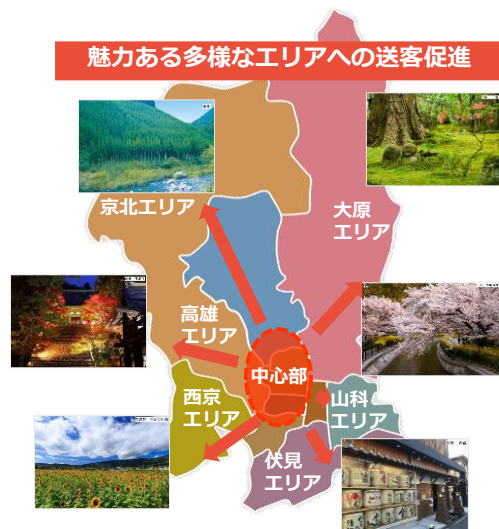 魅力ある多様なエリアへの送客促進
京北エリア
大原
エリア
高雄
エリア
中心部
西京
エリア
山科
エリア
伏見
エリア